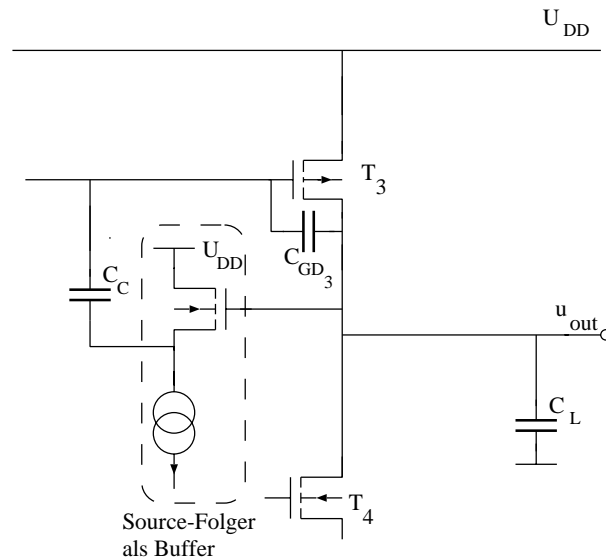 U_DD
T_3
U_DD
C_GD_3
C_C
u_out
C_L
T_4
Source-Folger
als Buffer